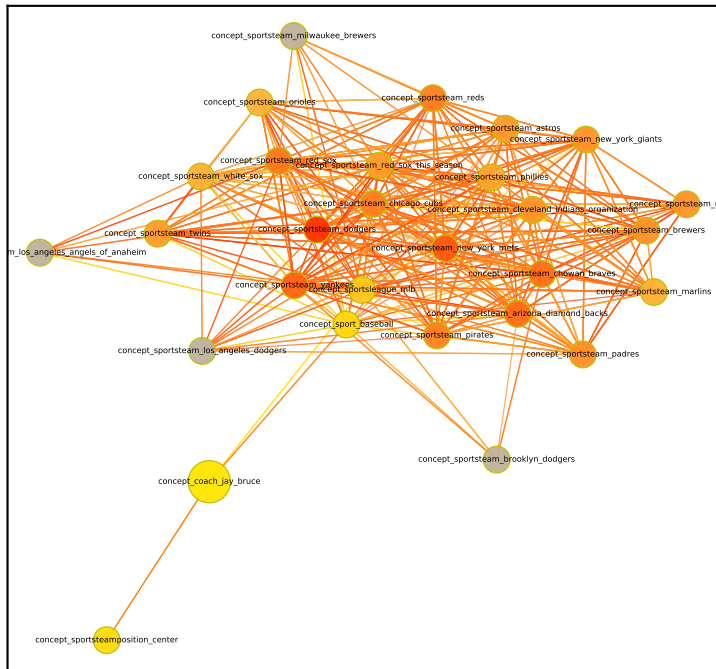 concept_sportsteam_milwaukee_brewers
concept_sportsteam_reds
concept_sportsteam_orioles
concept_sportsteam_astros
concept_sportsteam_new_york_giants
concept_sportsteam_red_sox
concept_sportsteam_red_sox_this_season
concept_sportsteam_white_sox
concept_sportsteam_phillies
concept_sportsteam_chicago_cubs
concept_sportsteam_cleveland_indians_organization
concept_sportsteam_dodgers
concept_sportsteam_twins
concept_sportsteam_brewers
concept_sportsteam_new_york_mets
m_los_angeles_angels_of_anaheim
concept_sportsteam_chowan_braves
concept_sportsteam_yankees
concept_sportsleague_mlb
concept_sportsteam_marlins
concept_sportsteam_arizona_diamond_backs
concept_sport_baseball
concept_sportsteam_pirates
concept_sportsteam_los_angeles_dodgers
concept_sportsteam_padres
concept_sportsteam_brooklyn_dodgers
concept_coach_jay_bruce
concept_sportsteamposition_center